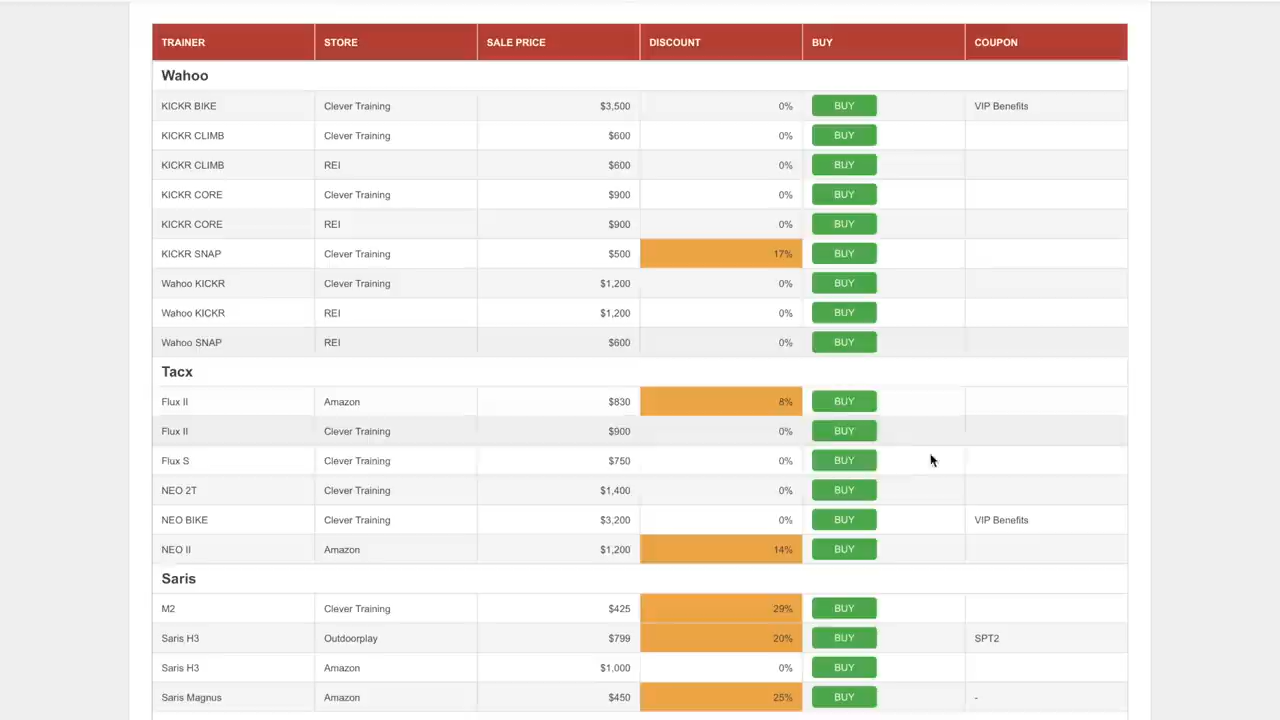 TRAINER STORE SALE PRICE DISCOUNT BUY COUPON
Wahoo
KICKR BIKE Clever Training $3,500 0% BUY VIP Benefits
KICKR CLIMB Clever Training $600 0% BUY
KICKR CLIMB REI $600 0% BUY
KICKR CORE Clever Training $900 0% BUY
KICKR CORE REI $900 0% BUY
KICKR SNAP Clever Training $500 17% BUY
Wahoo KICKR Clever Training $1,200 0% BUY
Wahoo KICKR REI $1,200 0% BUY
Wahoo SNAP REI $600 0% BUY
Tacx
Flux II Amazon $830 8% BUY
Flux II Clever Training $900 0% BUY
Flux S Clever Training $750 0% BUY
NEO 2T Clever Training $1,400 0% BUY
NEO BIKE Clever Training $3,200 0% BUY VIP Benefits
NEO II Amazon $1,200 14% BUY
Saris
M2 Clever Training $425 29% BUY
Saris H3 Outdoorplay $799 20% BUY SPT2
Saris H3 Amazon $1,000 0% BUY
Saris Magnus Amazon $450 25% BUY -